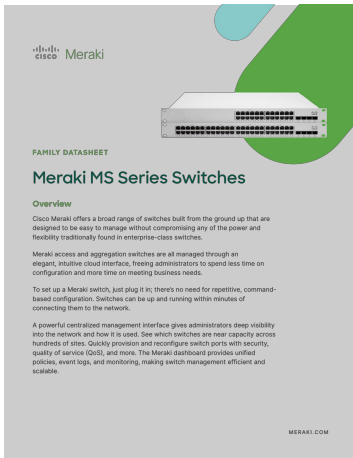 CISCO Meraki
FAMILY DATASHEET
Meraki MS Series Switches
Overview
Cisco Meraki offers a broad range of switches built from the ground up that are
designed to be easy to manage without compromising any of the power and
flexibility traditionally found in enterprise-class switches.
Meraki access and aggregation switches are all managed through an
elegant, intuitive cloud interface, freeing administrators to spend less time on
configuration and more time on meeting business needs.
To set up a Meraki switch, just plug it in; there's no need for repetitive, command-
based configuration. Switches can be up and running within minutes of
connecting them to the network.
A powerful centralized management interface gives administrators deep visibility
into the network and how it is used. See which switches are near capacity across
hundreds of sites. Quickly provision and reconfigure switch ports with security,
quality of service (QoS), and more. The Meraki dashboard provides unified
policies, event logs, and monitoring, making switch management efficient and
scalable.
MERAKI.COM